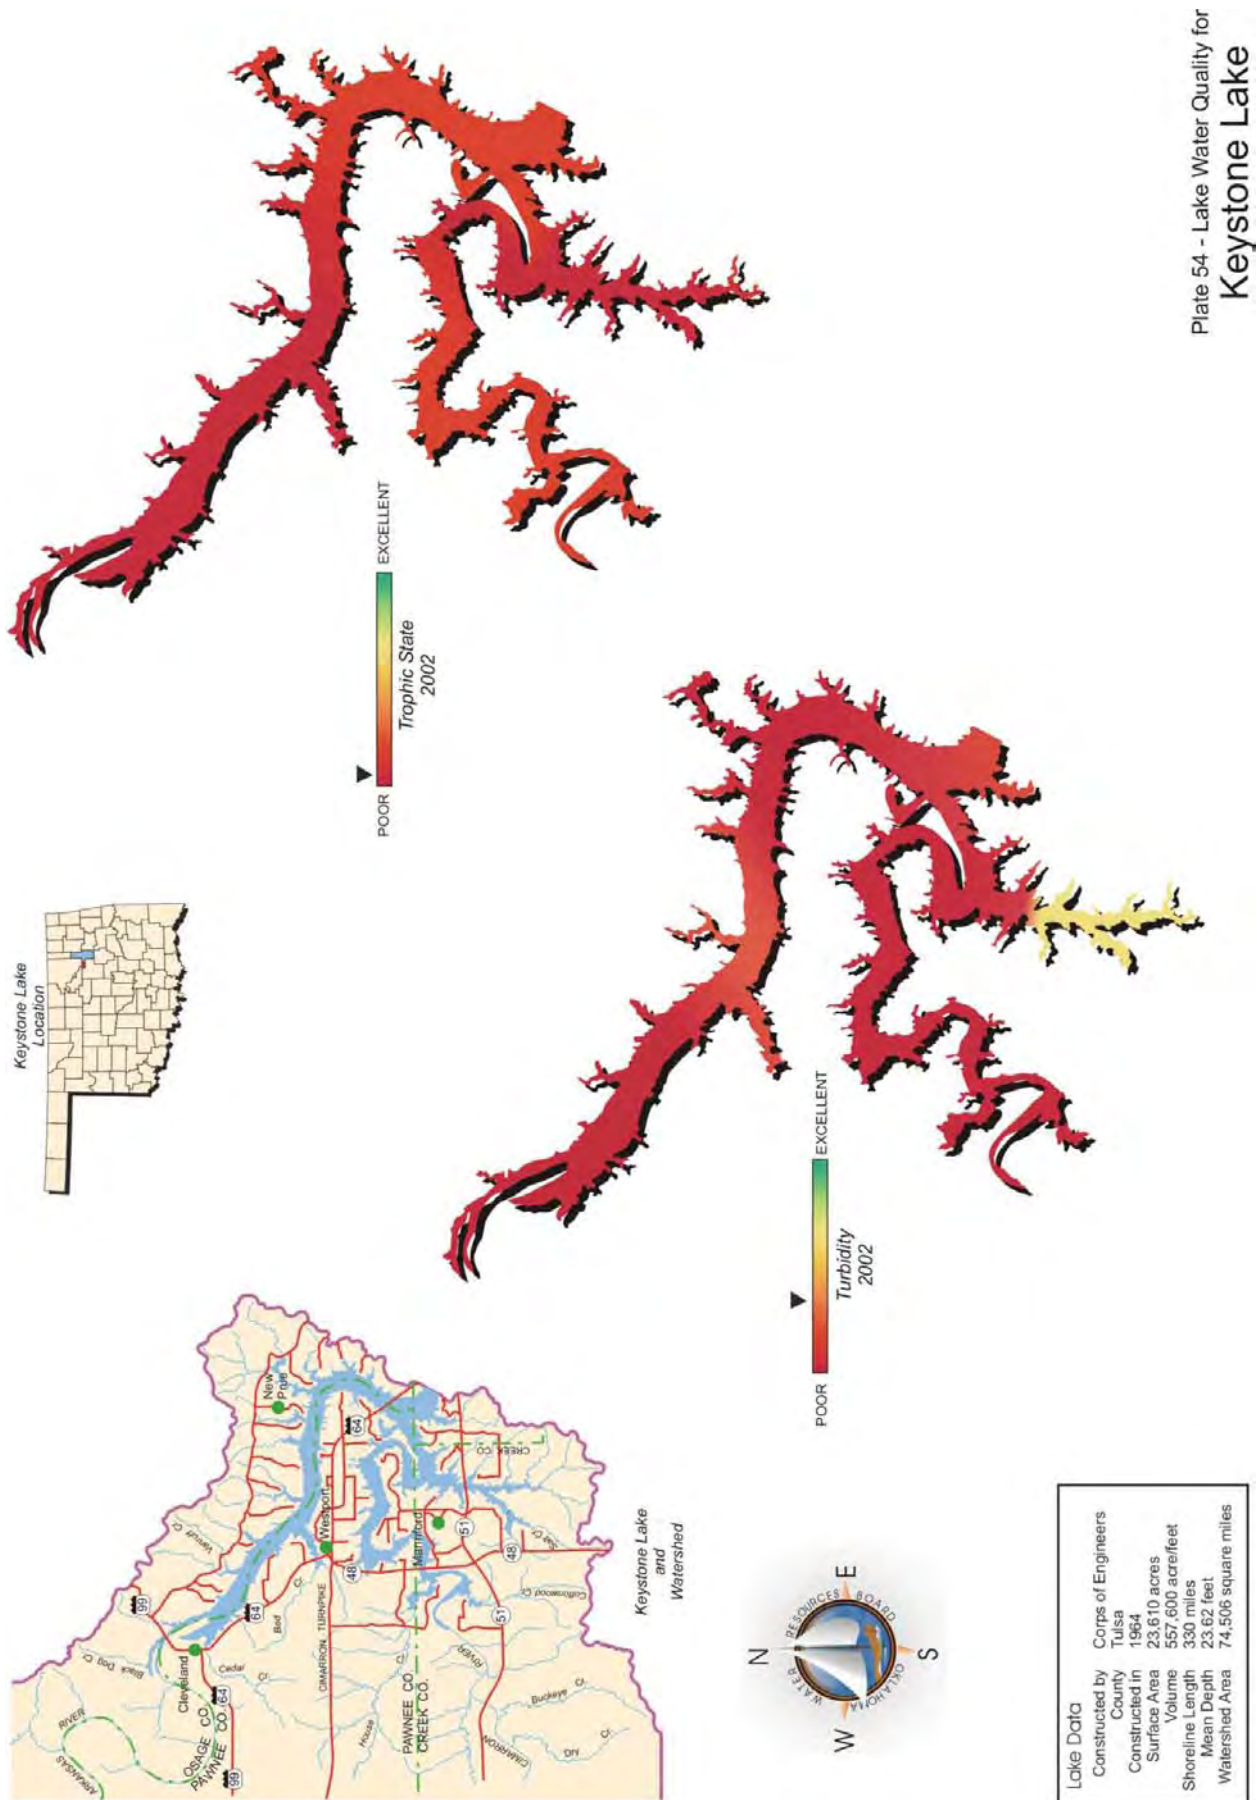 Plate 54 - Lake Water Quality for
Keystone Lake
POOR
EXCELLENT
Trophic State
2002
Keystone Lake
Location
POOR
EXCELLENT
Turbidity
2002
ARKANSAS
RIVER
OSAGE CO.
PAWNEE CO.
99
64
Cleveland
Black Dog Cr.
Cedar
Cr.
64
99
Bad
Cr.
CIMARRON TURNPIKE
House
Cr.
PAWNEE CO.
CREEK CO.
CIMARRON
RIVER
Buckeye
Cr.
Cr.
Cottonwood Cr.
48
Westport
New
Prue
64
Mannford
51
51
48
CREEK CO.
Keystone Lake
and
Watershed
N
W
E
S
WATER RESOURCES BOARD
OKLAHOMA
Lake Data
Constructed by Corps of Engineers
County Tulsa
Constructed in 1964
Surface Area 23,610 acres
Volume 557,600 acre/feet
Shoreline Length 330 miles
Mean Depth 23.62 feet
Watershed Area 74,506 square miles